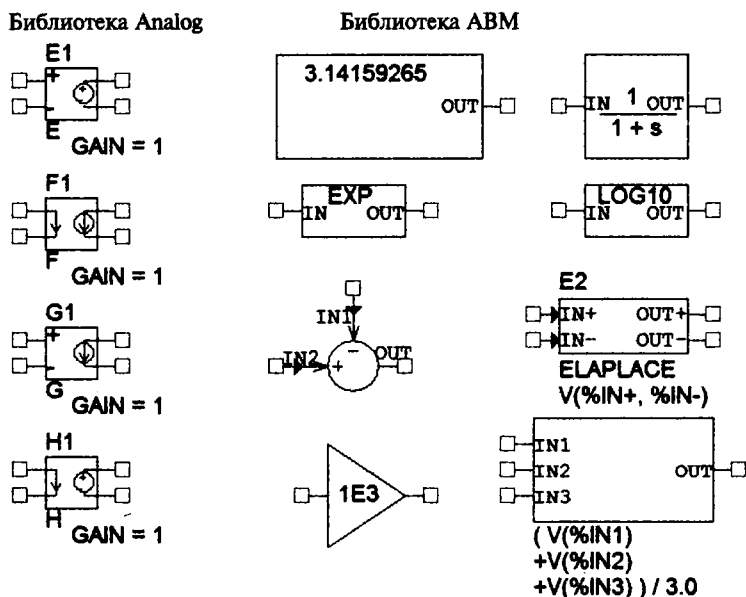 Библиотека Analog
Библиотека ABM
E1
+
-
E
GAIN = 1
F1
F
GAIN = 1
G1
+
-
G
GAIN = 1
H1
+
H
GAIN = 1
3.14159265
OUT
IN 1 OUT
1 + s
EXP
IN OUT
LOG10
IN OUT
IN1
-
IN2 + OUT
E2
IN+ OUT+
IN- OUT-
ELAPLACE
V(%IN+, %IN-)
1E3
IN1
IN2 OUT
IN3
( V(%IN1)
+V(%IN2)
+V(%IN3) ) / 3.0